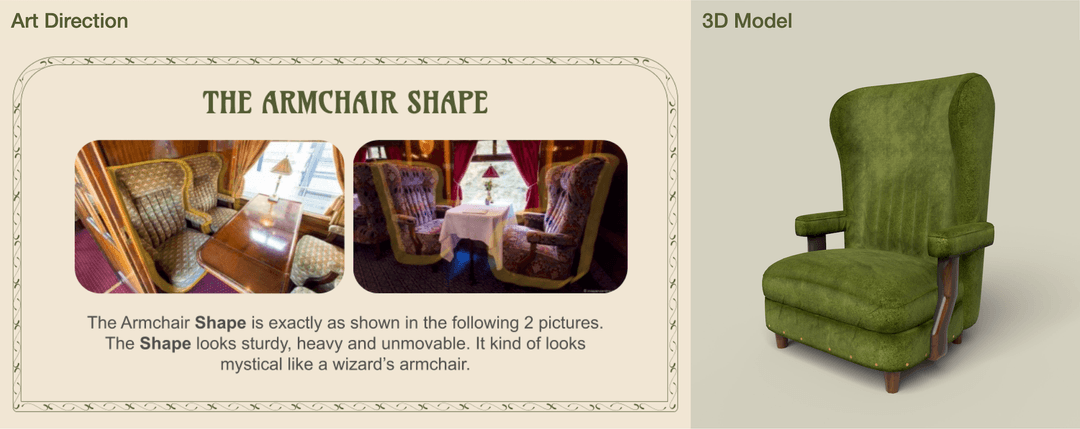 Art Direction
3D Model
THE ARMCHAIR SHAPE
The Armchair Shape is exactly as shown in the following 2 pictures.
The Shape looks sturdy, heavy and unmovable. It kind of looks
mystical like a wizard's armchair.